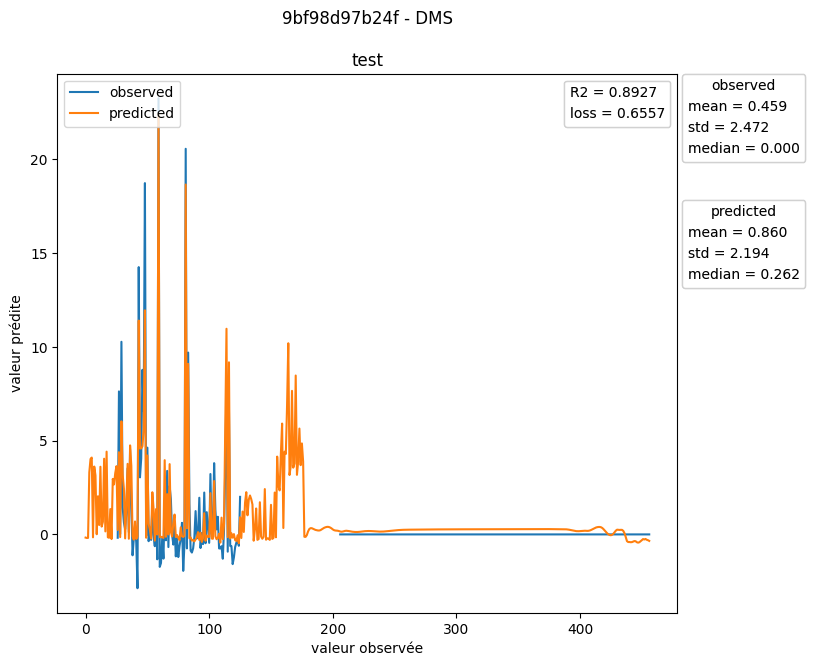 9bf98d97b24f - DMS
test
observed
predicted
R2 = 0.8927
loss = 0.6557
observed
mean = 0.459
std = 2.472
median = 0.000
predicted
mean = 0.860
std = 2.194
median = 0.262
valeur prédite
20
15
10
5
0
0 100 200 300 400
valeur observée